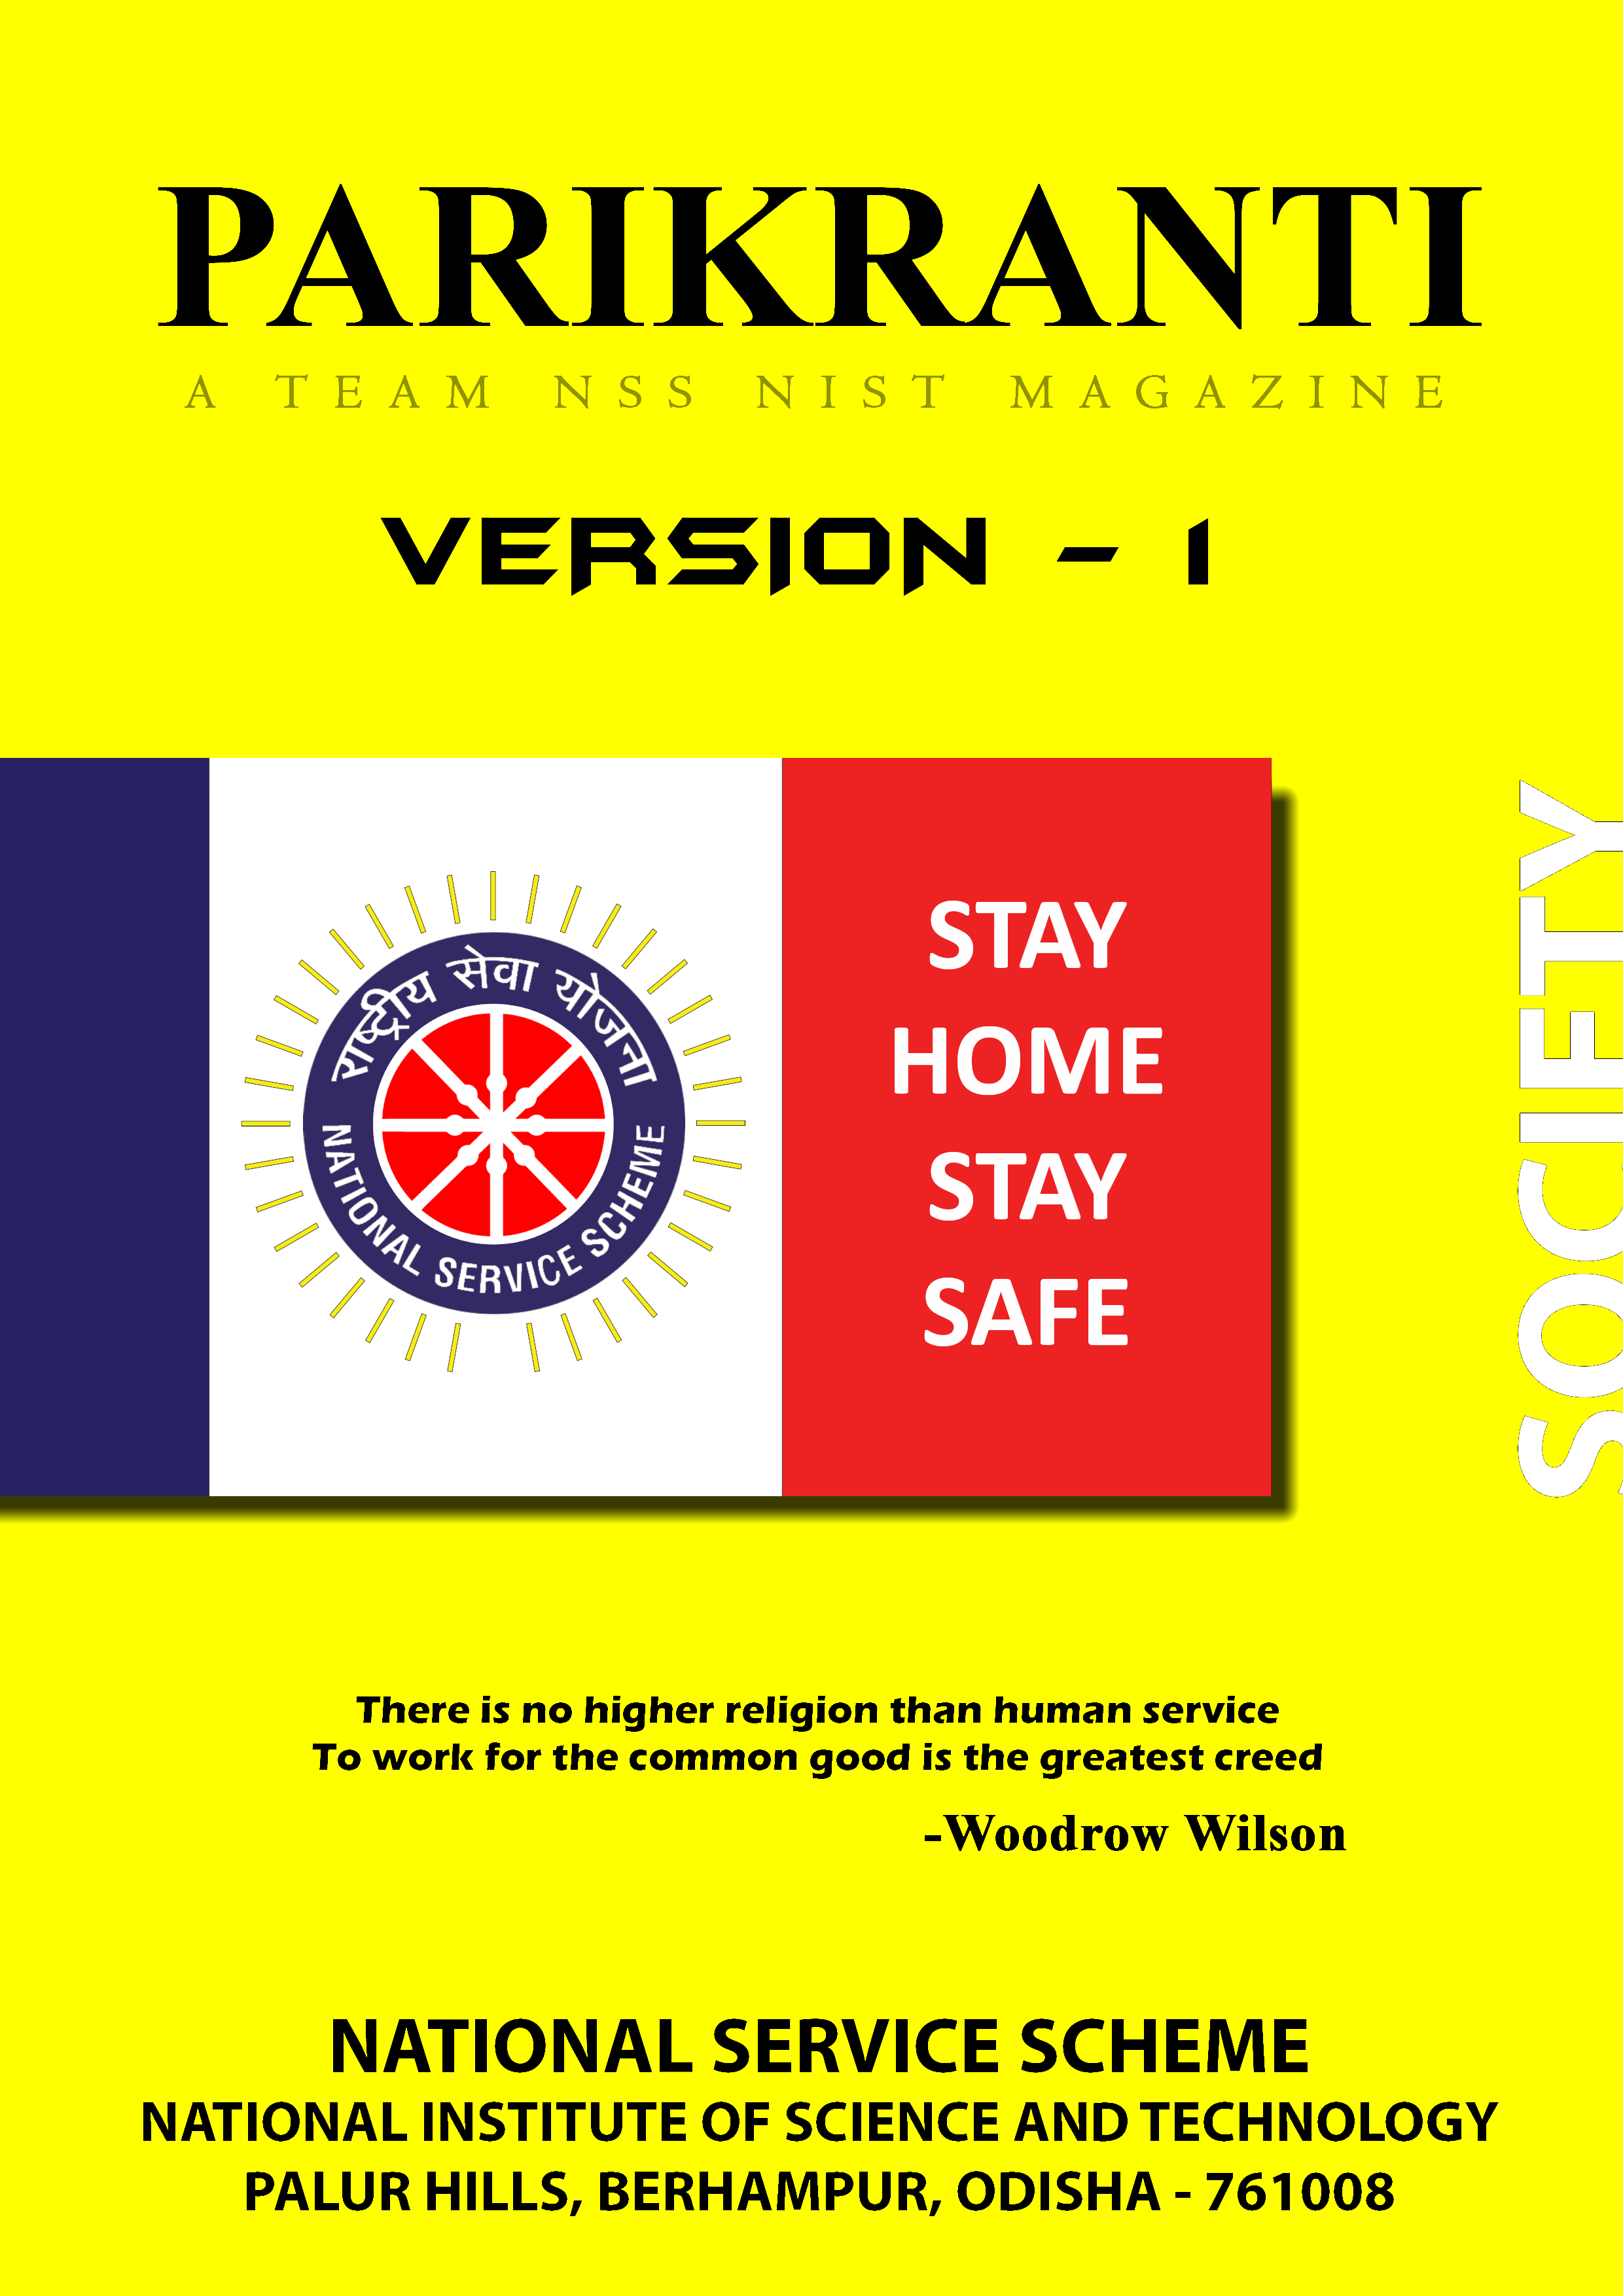 PARIKRANTI
A TEAM NSS NIST MAGAZINE
VERSION - 1
राष्ट्रीय सेवा योजना
NATIONAL SERVICE SCHEME
STAY
HOME
STAY
SAFE
SOCIETY
There is no higher religion than human service
To work for the common good is the greatest creed
-Woodrow Wilson
NATIONAL SERVICE SCHEME
NATIONAL INSTITUTE OF SCIENCE AND TECHNOLOGY
PALUR HILLS, BERHAMPUR, ODISHA - 761008